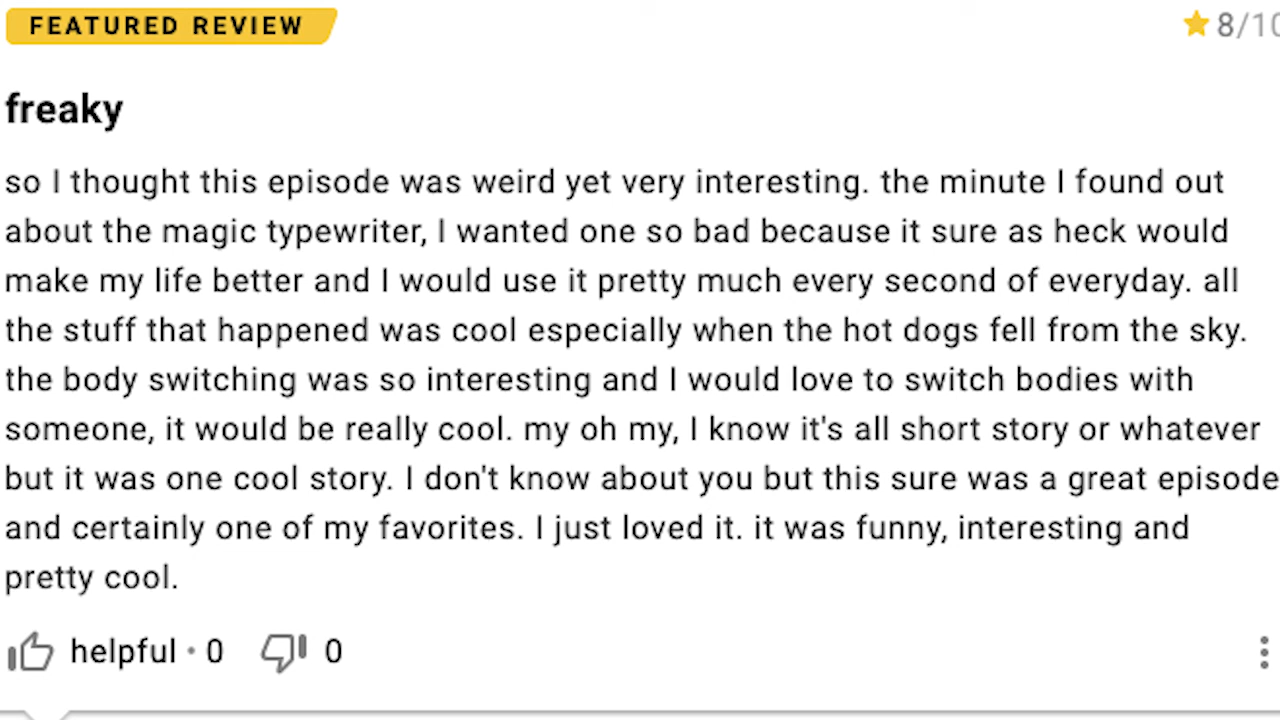 FEATURED REVIEW
8/10
freaky
so I thought this episode was weird yet very interesting. the minute I found out
about the magic typewriter, I wanted one so bad because it sure as heck would
make my life better and I would use it pretty much every second of everyday. all
the stuff that happened was cool especially when the hot dogs fell from the sky.
the body switching was so interesting and I would love to switch bodies with
someone, it would be really cool. my oh my, I know it's all short story or whatever
but it was one cool story. I don't know about you but this sure was a great episode
and certainly one of my favorites. I just loved it. it was funny, interesting and
pretty cool.
helpful • 0 0